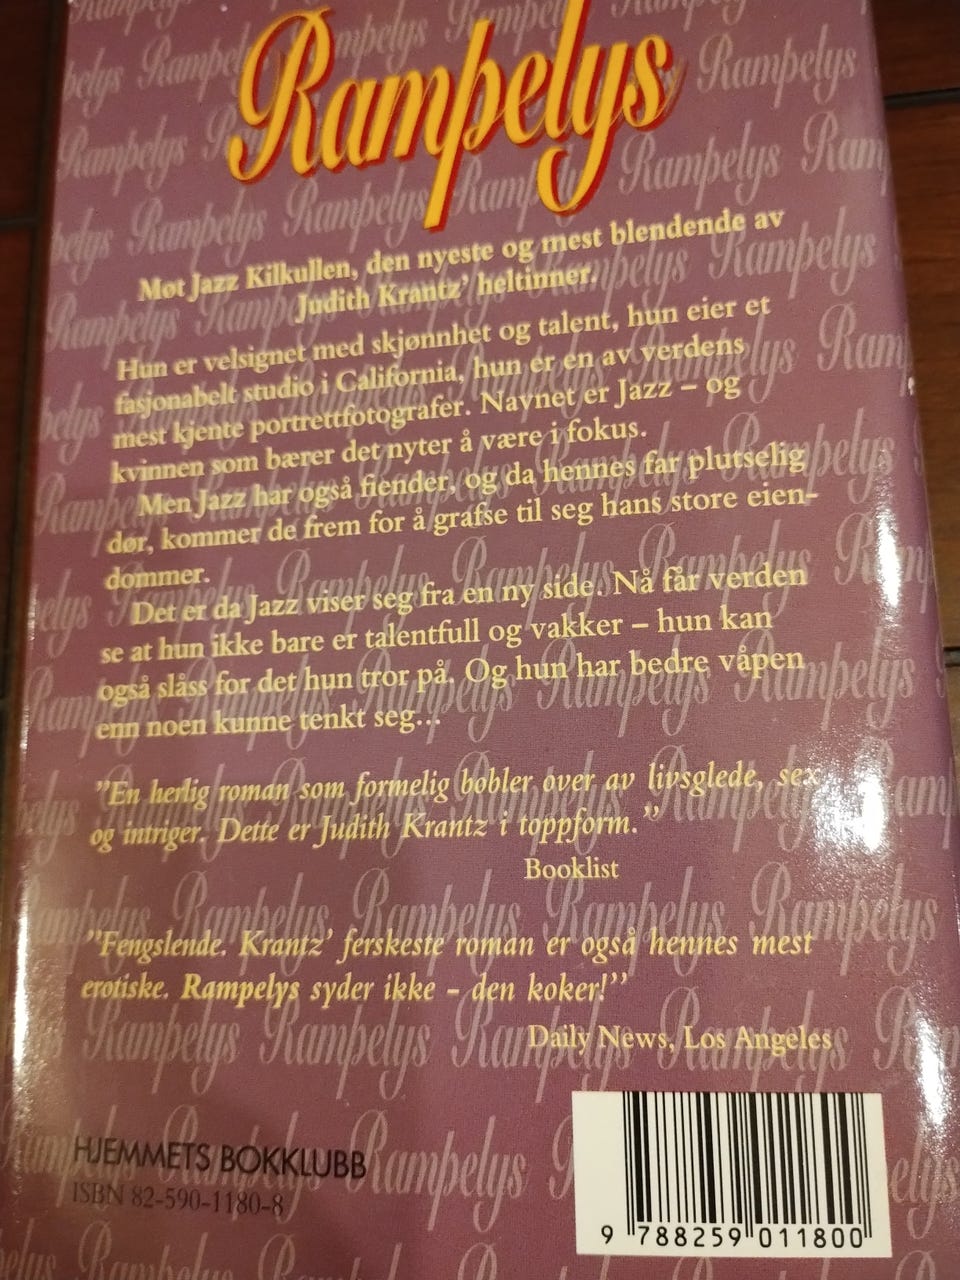 Rampelys
Møt Jazz Kilkullen, den nyeste og mest blendende av
Judith Krantz' heltinner.
Hun er velsignet med skjønnhet og talent, hun eier et
fasjonabelt studio i California, hun er en av verdens
mest kjente portrettfotografer. Navnet er Jazz – og
kvinnen som bærer det nyter å være i fokus.
Men Jazz har også fiender, og da hennes far plutselig
dør, kommer de frem for å grafse til seg hans store eien-
dommer.
Det er da Jazz viser seg fra en ny side. Nå får verden
se at hun ikke bare er talentfull og vakker – hun kan
også slåss for det hun tror på. Og hun har bedre våpen
enn noen kunne tenkt seg...
"En herlig roman som formelig bobler over av livsglede, sex
og intriger. Dette er Judith Krantz i toppform."
Booklist
"Fengslende. Krantz' ferskeste roman er også hennes mest
erotiske. Rampelys syder ikke – den koker!"
Daily News, Los Angeles
HJEMMETS BOKKLUBB
ISBN 82-590-1180-8
9 788259 011800